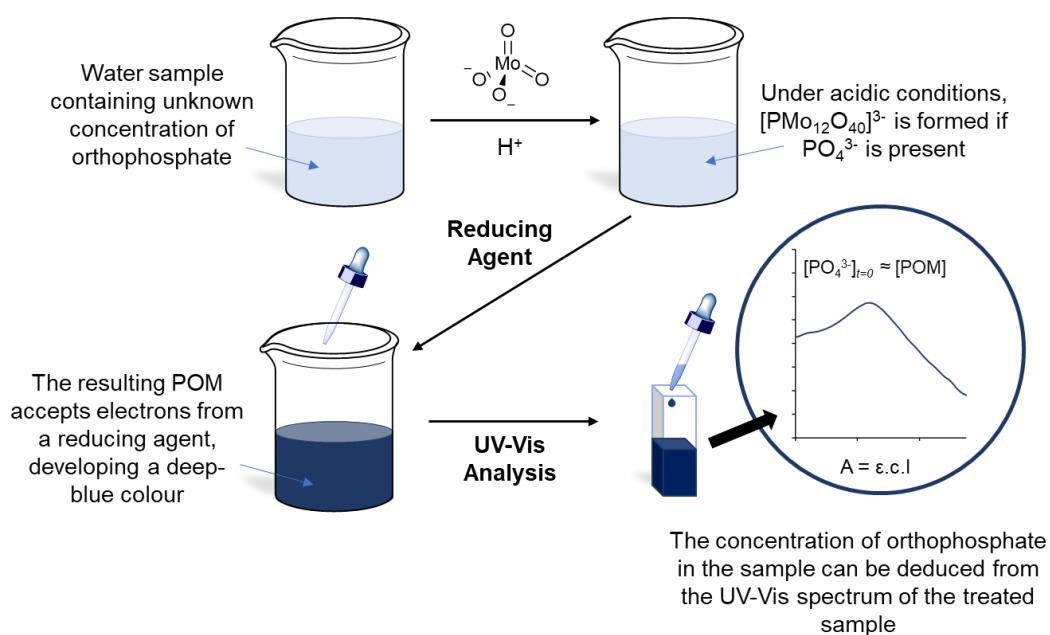 Water sample
containing unknown
concentration of
orthophosphate
O
Mo
O
⁻O
O
⁻
H⁺
Under acidic conditions,
[PMo₁₂O₄₀]³⁻ is formed if
PO₄³⁻ is present
Reducing
Agent
The resulting POM
accepts electrons from
a reducing agent,
developing a deep-
blue colour
UV-Vis
Analysis
[PO₄³⁻]ₜ₌₀ ≈ [POM]
A = ε.c.l
The concentration of orthophosphate
in the sample can be deduced from
the UV-Vis spectrum of the treated
sample